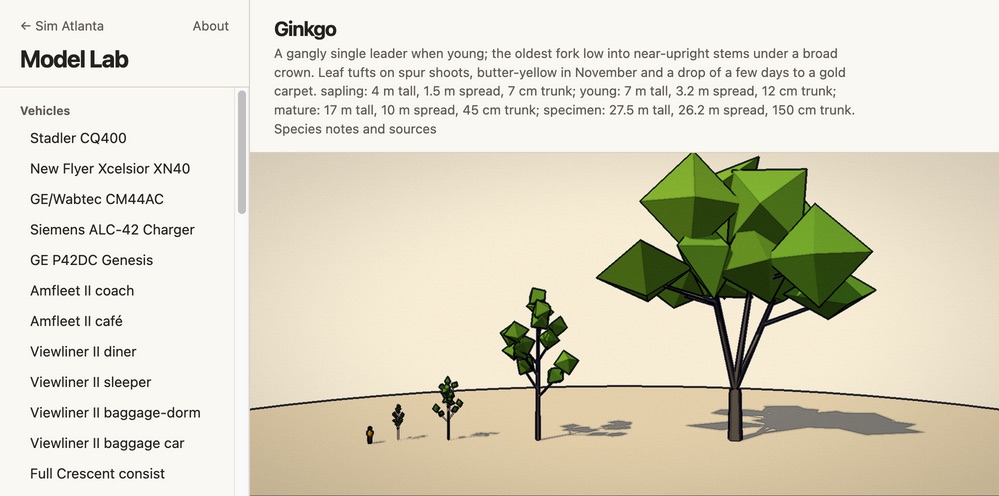 ← Sim Atlanta
About
Model Lab
Vehicles
Stadler CQ400
New Flyer Xcelsior XN40
GE/Wabtec CM44AC
Siemens ALC-42 Charger
GE P42DC Genesis
Amfleet II coach
Amfleet II café
Viewliner II diner
Viewliner II sleeper
Viewliner II baggage-dorm
Viewliner II baggage car
Full Crescent consist
Ginkgo
A gangly single leader when young; the oldest fork low into near-upright stems under a broad
crown. Leaf tufts on spur shoots, butter-yellow in November and a drop of a few days to a gold
carpet. sapling: 4 m tall, 1.5 m spread, 7 cm trunk; young: 7 m tall, 3.2 m spread, 12 cm trunk;
mature: 17 m tall, 10 m spread, 45 cm trunk; specimen: 27.5 m tall, 26.2 m spread, 150 cm trunk.
Species notes and sources